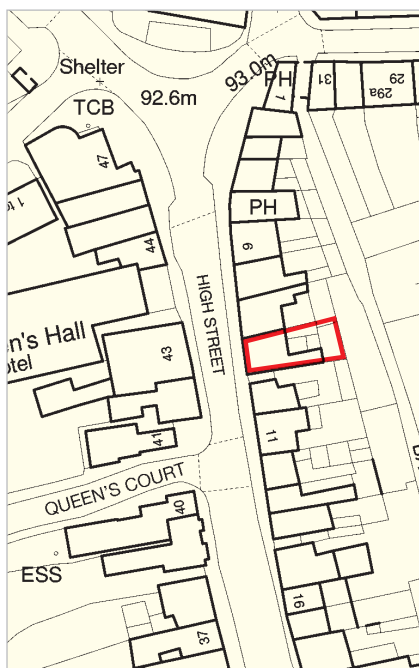 Shelter
TCB
92.6m
93.0m
PH
1
31
29
29a
47
PH
44
9
HIGH STREET
en's Hall
otel
43
41
11
QUEEN'S COURT
40
ESS
16
37